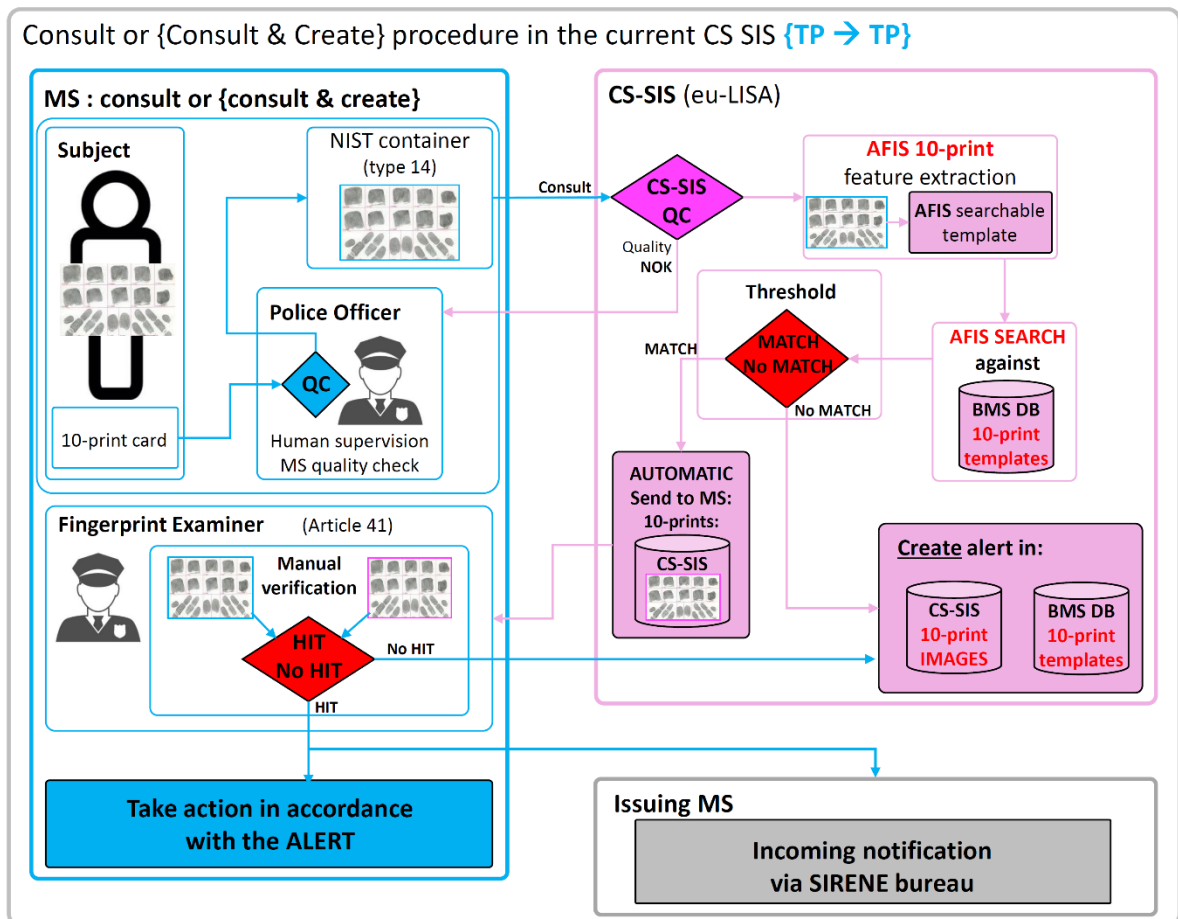 Consult or {Consult & Create} procedure in the current CS SIS {TP → TP}
MS : consult or {consult & create}
Subject
10-print card
NIST container
(type 14)
Police Officer
QC
Human supervision
MS quality check
Fingerprint Examiner (Article 41)
Manual
verification
HIT
No HIT
No HIT
HIT
Take action in accordance
with the ALERT
CS-SIS (eu-LISA)
Consult
CS-SIS
QC
Quality
NOK
AFIS 10-print
feature extraction
AFIS searchable
template
Threshold
MATCH
No MATCH
MATCH
No MATCH
AFIS SEARCH
against
BMS DB
10-print
templates
AUTOMATIC
Send to MS:
10-prints:
CS-SIS
Create alert in:
CS-SIS
10-print
IMAGES
BMS DB
10-print
templates
Issuing MS
Incoming notification
via SIRENE bureau